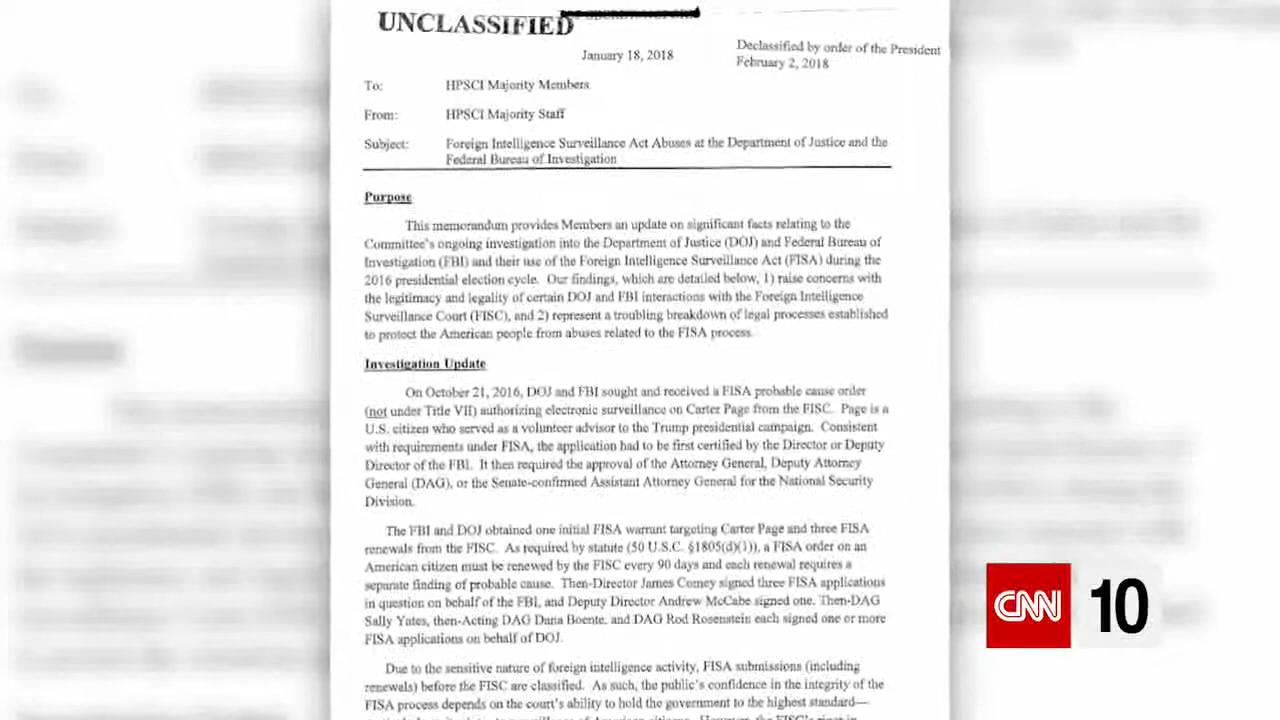 UNCLASSIFIED
January 18, 2018
Declassified by order of the President
February 2, 2018
To: HPSCI Majority Members
From: HPSCI Majority Staff
Subject: Foreign Intelligence Surveillance Act Abuses at the Department of Justice and the
Federal Bureau of Investigation
Purpose
This memorandum provides Members an update on significant facts relating to the
Committee's ongoing investigation into the Department of Justice (DOJ) and Federal Bureau of
Investigation (FBI) and their use of the Foreign Intelligence Surveillance Act (FISA) during the
2016 presidential election cycle. Our findings, which are detailed below, 1) raise concerns with
the legitimacy and legality of certain DOJ and FBI interactions with the Foreign Intelligence
Surveillance Court (FISC), and 2) represent a troubling breakdown of legal processes established
to protect the American people from abuses related to the FISA process.
Investigation Update
On October 21, 2016, DOJ and FBI sought and received a FISA probable cause order
(not under Title VII) authorizing electronic surveillance on Carter Page from the FISC. Page is a
U.S. citizen who served as a volunteer advisor to the Trump presidential campaign. Consistent
with requirements under FISA, the application had to be first certified by the Director or Deputy
Director of the FBI. It then required the approval of the Attorney General, Deputy Attorney
General (DAG), or the Senate-confirmed Assistant Attorney General for the National Security
Division.
The FBI and DOJ obtained one initial FISA warrant targeting Carter Page and three FISA
renewals from the FISC. As required by statute (50 U.S.C. §1805(d)(1)), a FISA order on an
American citizen must be renewed by the FISC every 90 days and each renewal requires a
separate finding of probable cause. Then-Director James Comey signed three FISA applications
in question on behalf of the FBI, and Deputy Director Andrew McCabe signed one. Then-DAG
Sally Yates, then-Acting DAG Dana Boente, and DAG Rod Rosenstein each signed one or more
FISA applications on behalf of DOJ.
Due to the sensitive nature of foreign intelligence activity, FISA submissions (including
renewals) before the FISC are classified. As such, the public's confidence in the integrity of the
FISA process depends on the court's ability to hold the government to the highest standard—
CNN 10